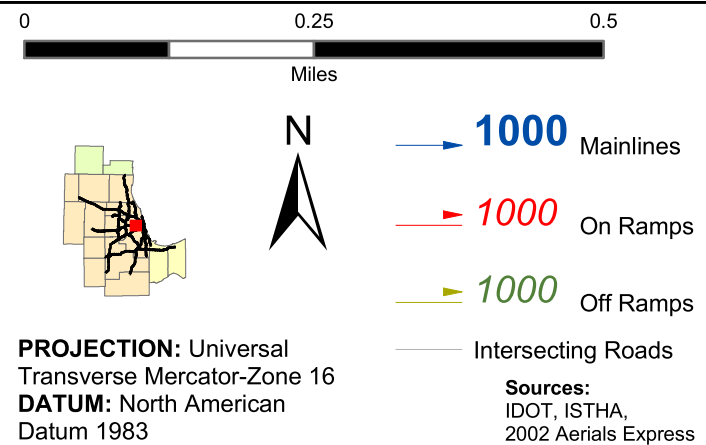 0 0.25 0.5
Miles
N
1000 Mainlines
1000 On Ramps
1000 Off Ramps
Intersecting Roads
PROJECTION: Universal
Transverse Mercator-Zone 16
DATUM: North American
Datum 1983
Sources:
IDOT, ISTHA,
2002 Aerials Express